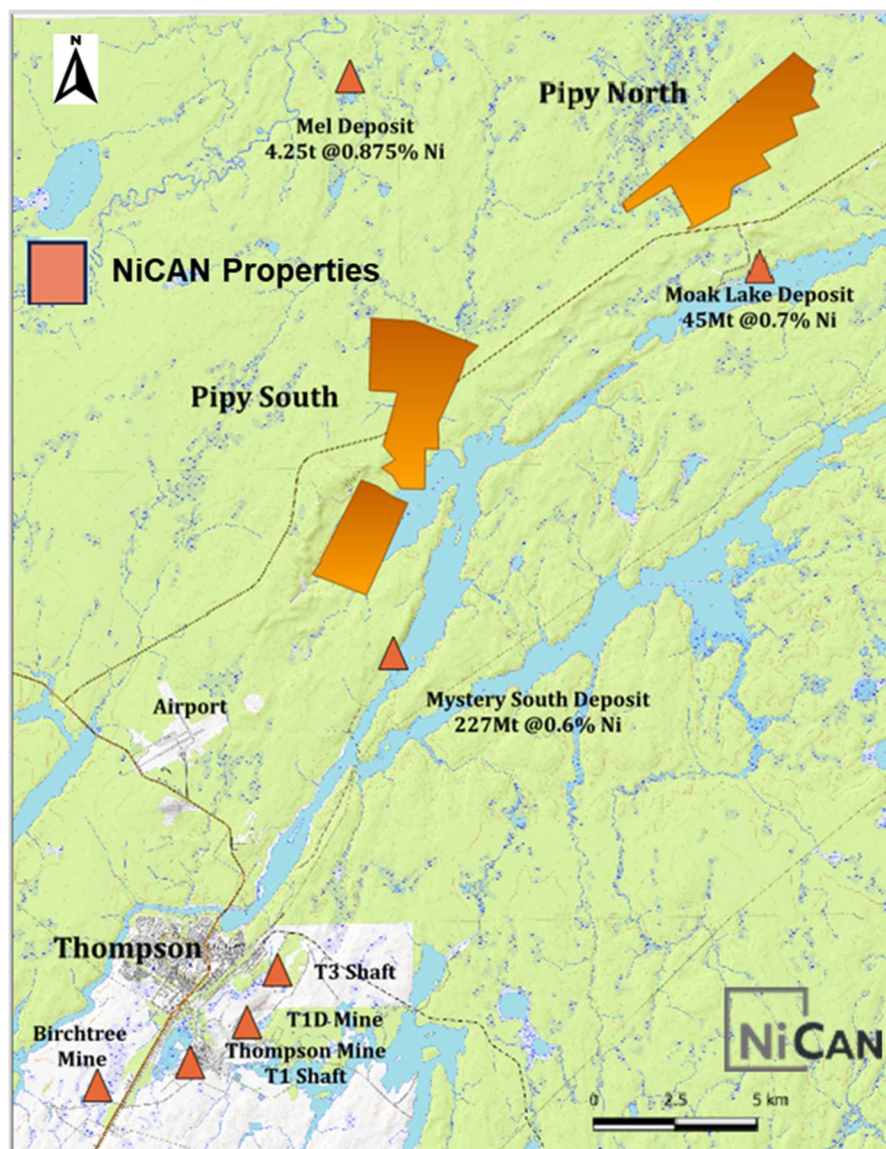 N
Pipy North
Mel Deposit
4.25t @0.875% Ni
NiCAN Properties
Moak Lake Deposit
45Mt @0.7% Ni
Pipy South
Mystery South Deposit
227Mt @0.6% Ni
Airport
Thompson
T3 Shaft
T1D Mine
Birchtree
Mine
Thompson Mine
T1 Shaft
NiCAN
0 2.5 5 km